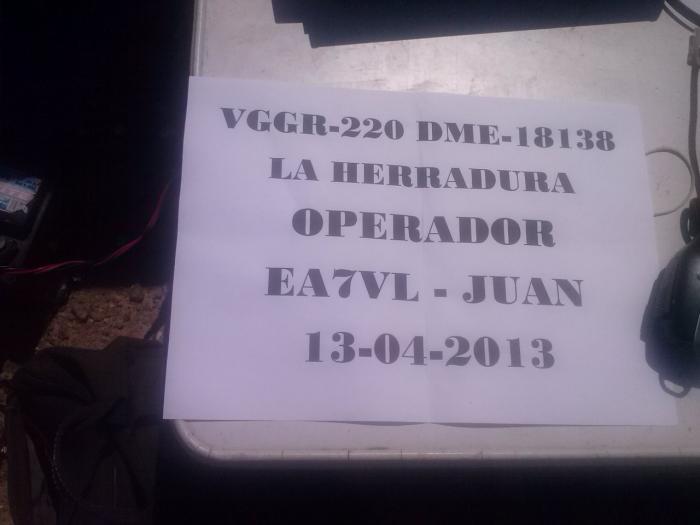 VGGR-220 DME-18138
LA HERRADURA
OPERADOR
EA7VL - JUAN
13-04-2013